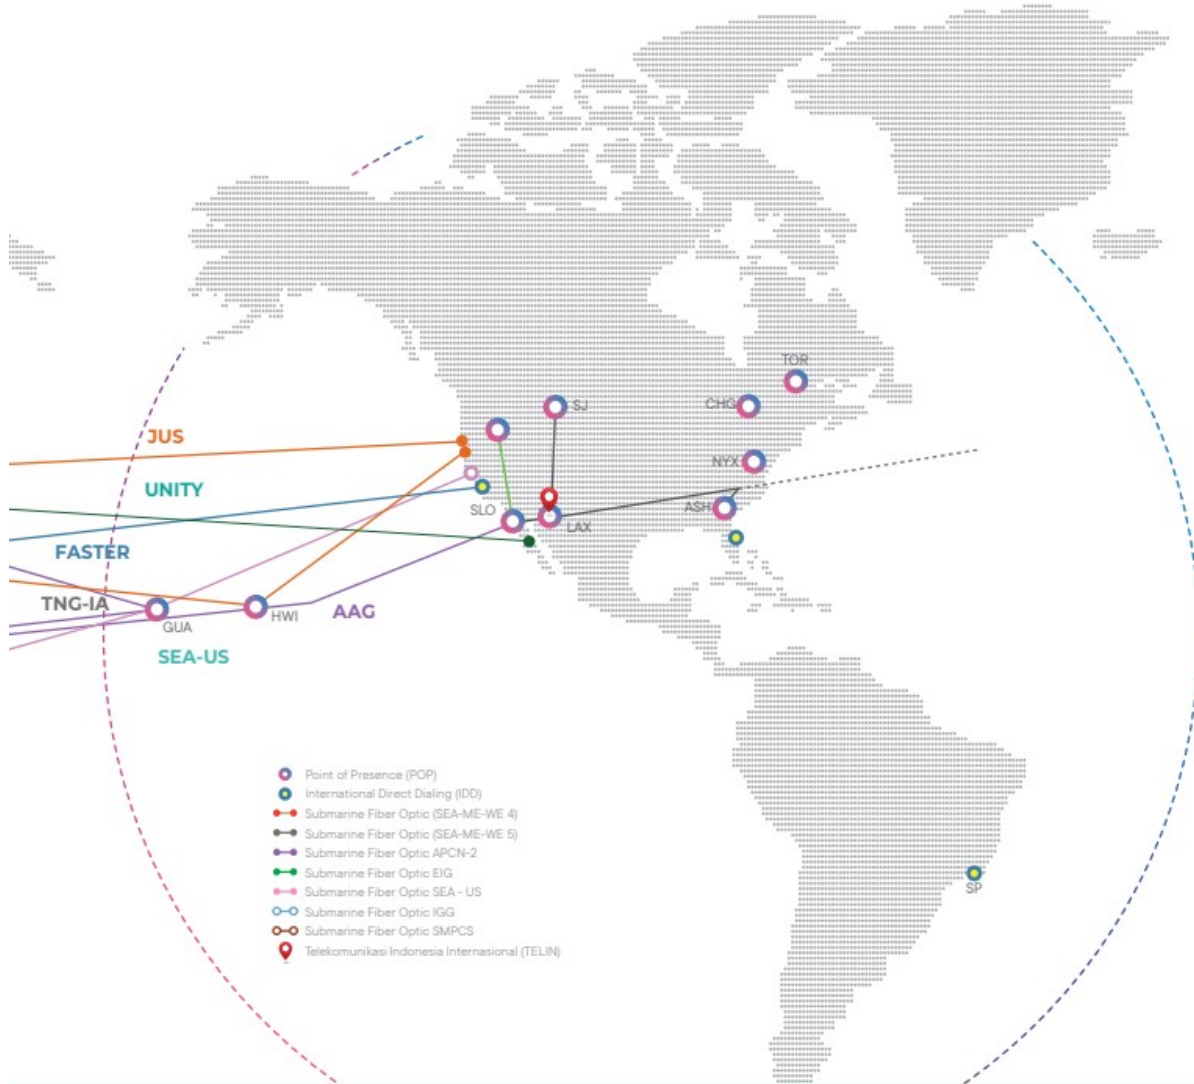 TOR
SJ
CHG
JUS
NYX
UNITY
SLO
ASH
LAX
FASTER
TNG-IA
AAG
HWI
GUA
SEA-US
Point of Presence (POP)
International Direct Dialing (IDD)
Submarine Fiber Optic (SEA-ME-WE 4)
Submarine Fiber Optic (SEA-ME-WE 5)
Submarine Fiber Optic APCN-2
Submarine Fiber Optic EIG
Submarine Fiber Optic SEA - US
Submarine Fiber Optic IGG
Submarine Fiber Optic SMPCS
Telekomunikasi Indonesia Internasional (TELIN)
SP